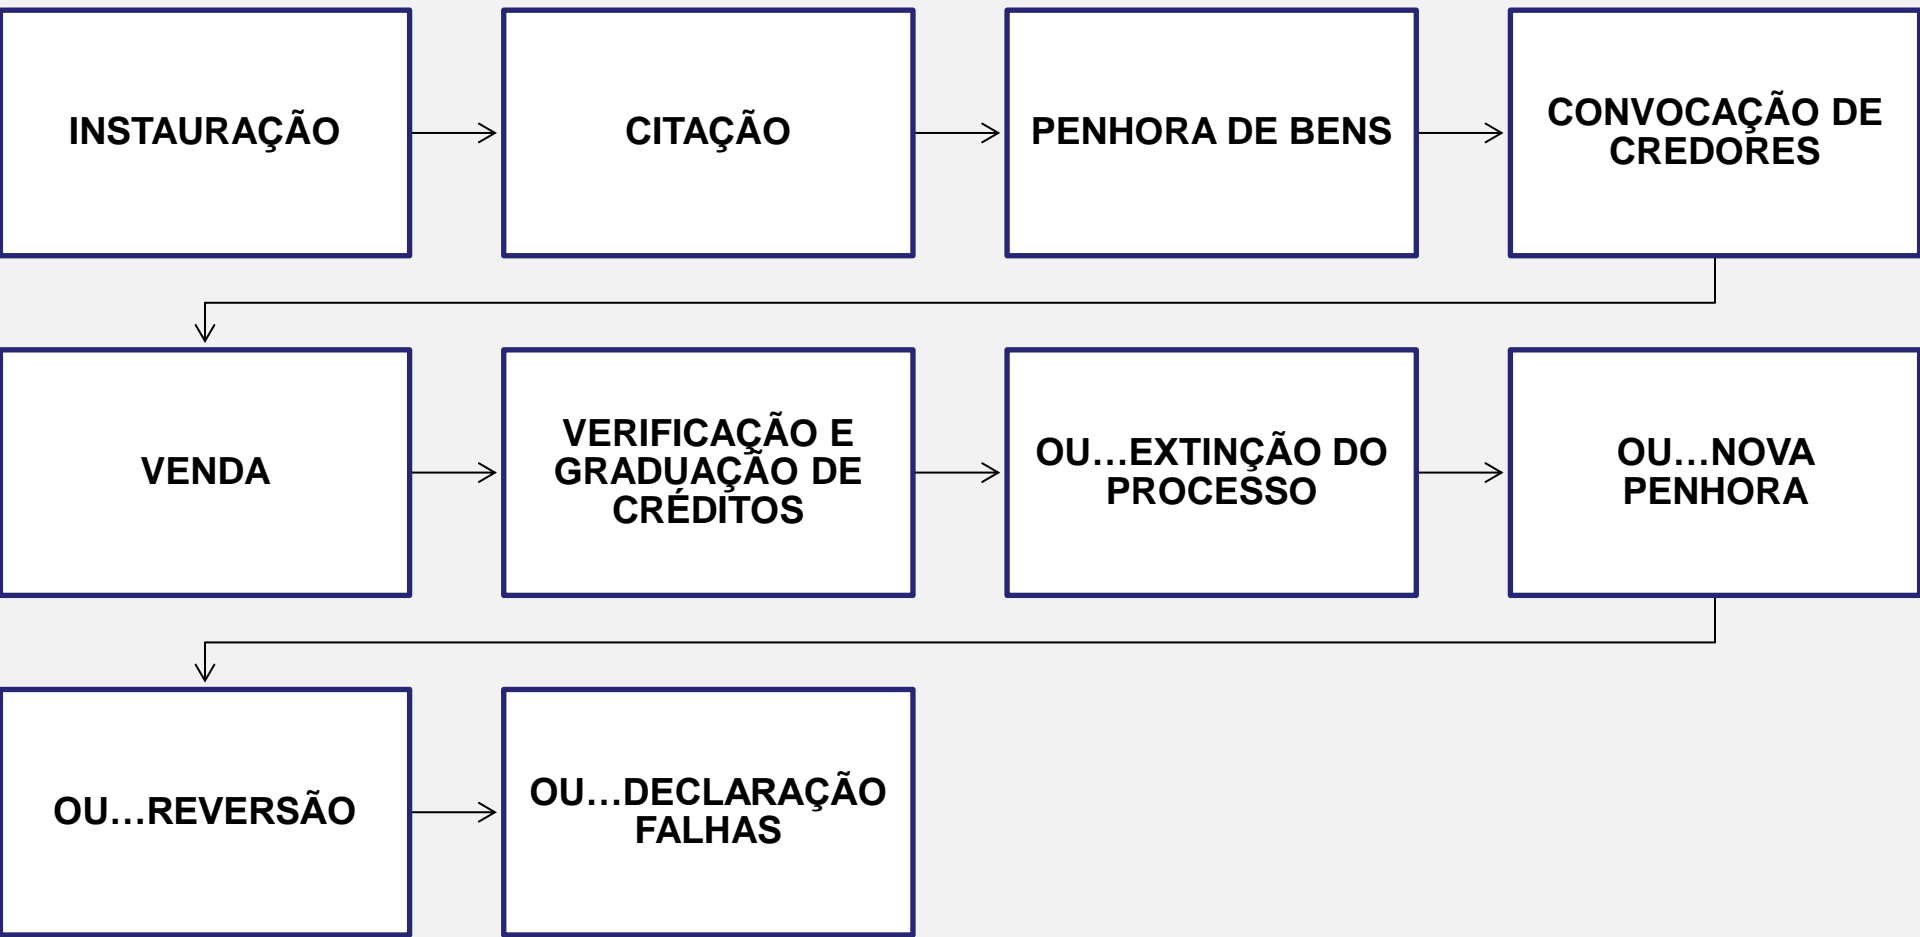 INSTAURAÇÃO
CITAÇÃO
PENHORA DE BENS
CONVOCAÇÃO DE
CREDORES
VENDA
VERIFICAÇÃO E
GRADUAÇÃO DE
CRÉDITOS
OU…EXTINÇÃO DO
PROCESSO
OU…NOVA
PENHORA
OU…REVERSÃO
OU…DECLARAÇÃO
FALHAS